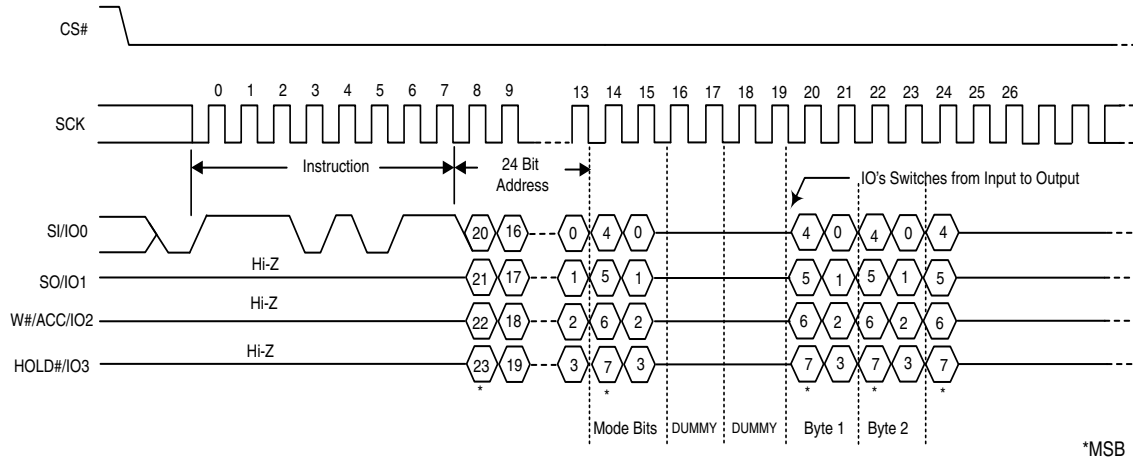 CS#
0 1 2 3 4 5 6 7 8 9 13 14 15 16 17 18 19 20 21 22 23 24 25 26
SCK
Instruction
24 Bit
Address
IO's Switches from Input to Output
SI/IO0 20 16 0 4 0 4 0 4 0 4
Hi-Z
SO/IO1 21 17 1 5 1 5 1 5 1 5
Hi-Z
W#/ACC/IO2 22 18 2 6 2 6 2 6 2 6
Hi-Z
HOLD#/IO3 23 19 3 7 3 7 3 7 3 7
* * * * *
Mode Bits DUMMY DUMMY Byte 1 Byte 2
*MSB